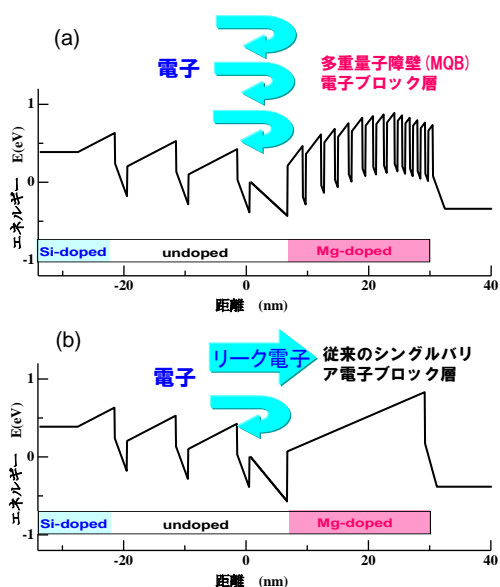 (a)
電子
多重量子障壁(MQB)
電子ブロック層
エネルギー E(eV)
1
0
-1
Si-doped
undoped
Mg-doped
-20
0
20
40
距離 (nm)
(b)
電子
リーク電子
従来のシングルバリ
ア電子ブロック層
エネルギー E(eV)
1
0
-1
Si-doped
undoped
Mg-doped
-20
0
20
40
距離 (nm)